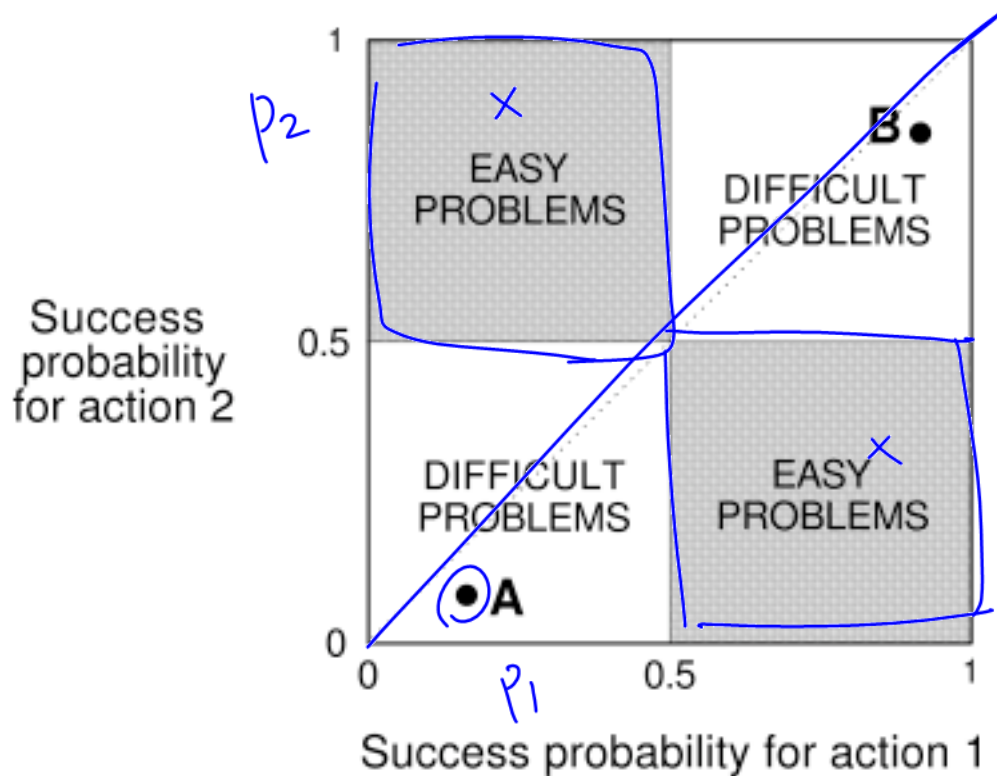 1
p2
B
EASY
PROBLEMS
DIFFICULT
PROBLEMS
Success
probability
for action 2
0.5
DIFFICULT
PROBLEMS
EASY
PROBLEMS
A
0
0
0.5
1
p1
Success probability for action 1